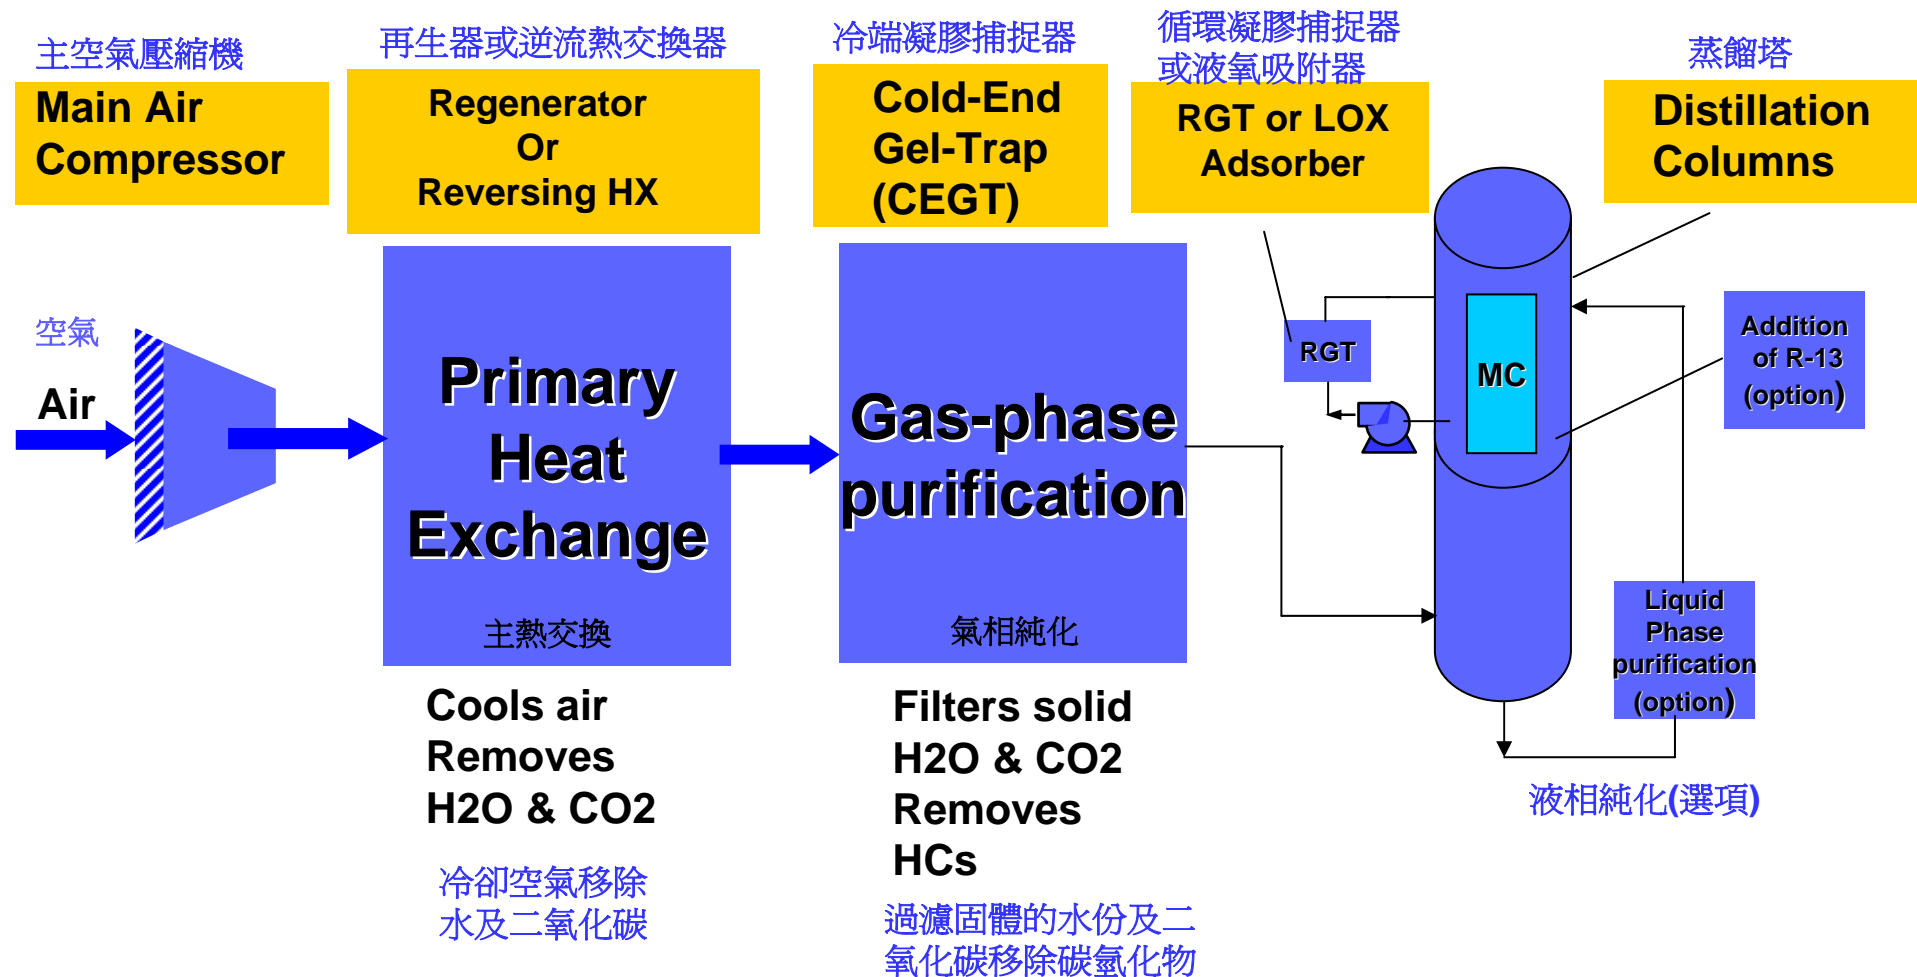 主空氣壓縮機
Main Air
Compressor
再生器或逆流熱交換器
Regenerator
Or
Reversing HX
冷端凝膠捕捉器
Cold-End
Gel-Trap
(CEGT)
循環凝膠捕捉器
或液氧吸附器
RGT or LOX
Adsorber
蒸餾塔
Distillation
Columns
空氣
Air
Primary
Heat
Exchange
主熱交換
Cools air
Removes
H2O & CO2
冷卻空氣移除
水及二氧化碳
Gas-phase
purification
氣相純化
Filters solid
H2O & CO2
Removes
HCs
過濾固體的水份及二
氧化碳移除碳氫化物
RGT
MC
Addition
of R-13
(option)
Liquid
Phase
purification
(option)
液相純化(選項)